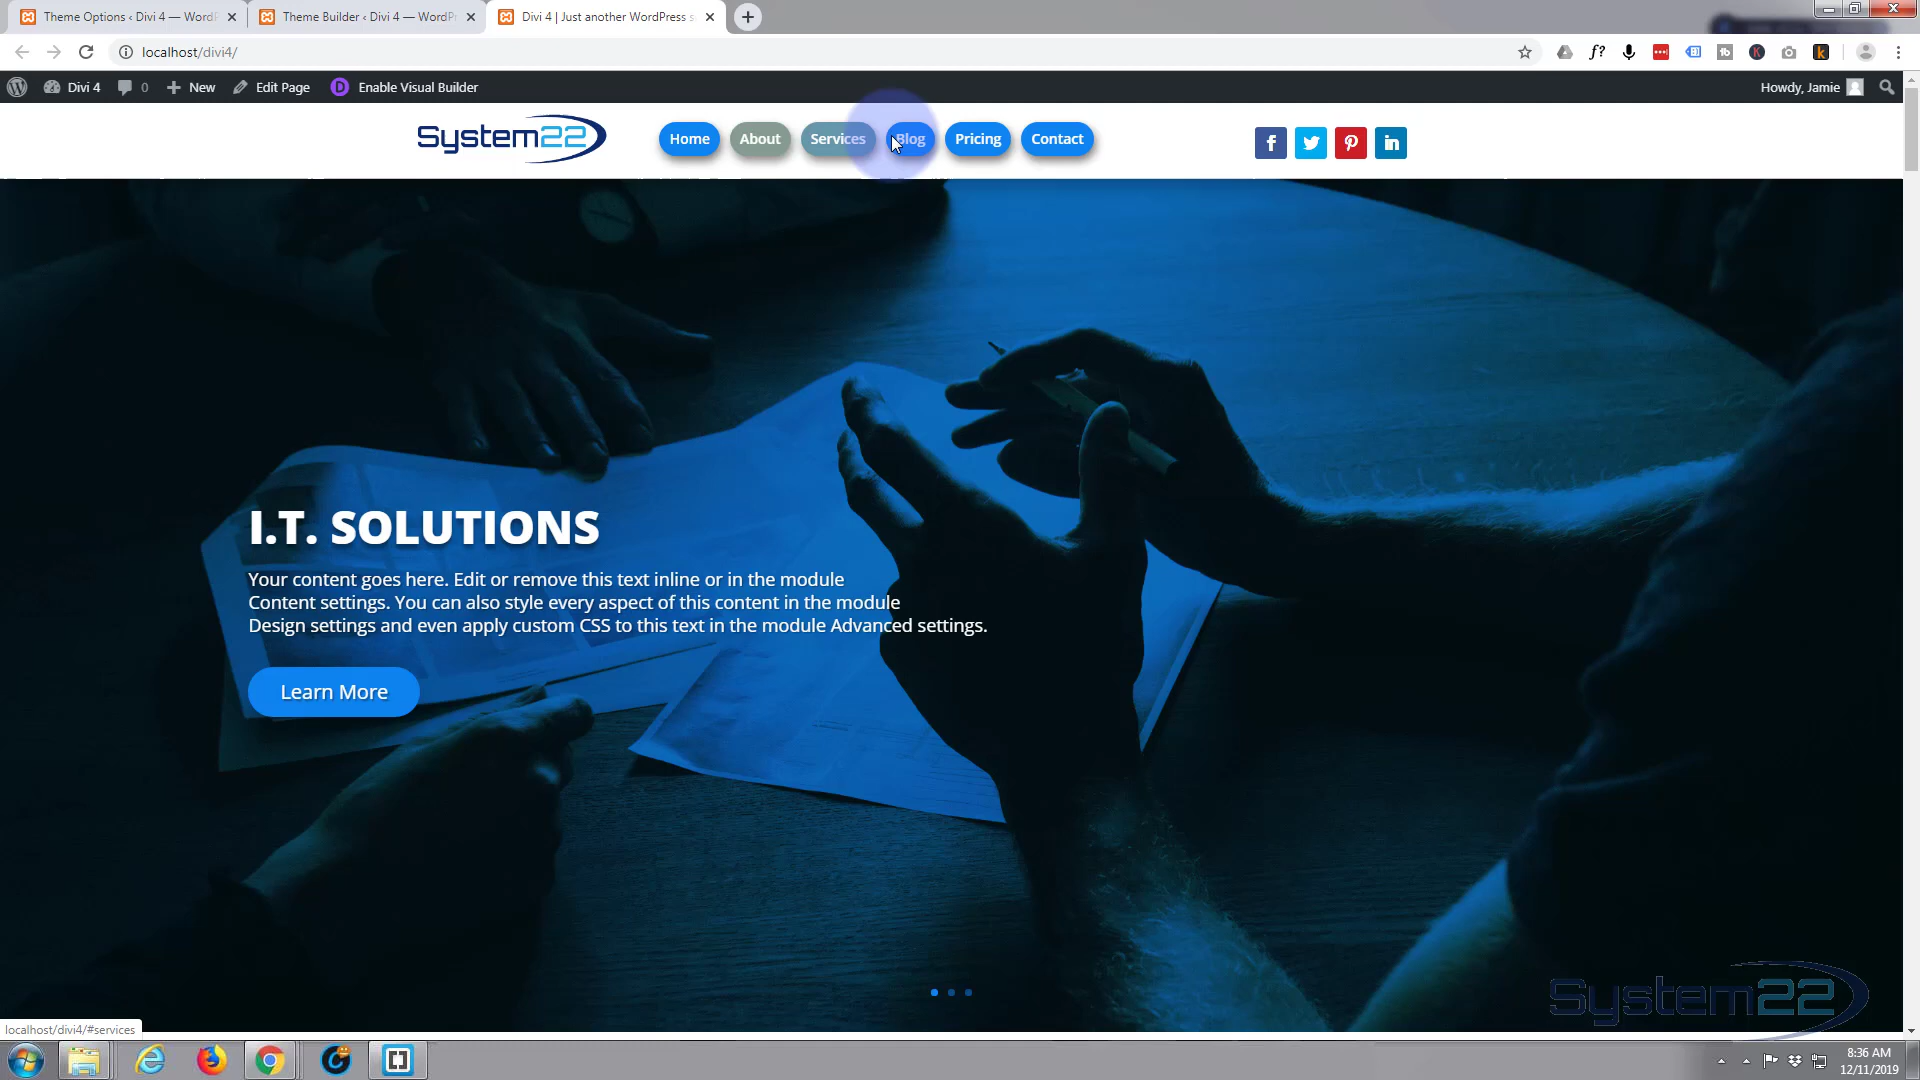 Theme Options ‹ Divi 4 — WordP
Theme Builder ‹ Divi 4 — WordPr
Divi 4 | Just another WordPress s
localhost/divi4/
f?
K
k
Divi 4
0
New
Edit Page
D
Enable Visual Builder
Howdy, Jamie
System22
Home
About
Services
Blog
Pricing
Contact
f
in
I.T. SOLUTIONS
Your content goes here. Edit or remove this text inline or in the module
Content settings. You can also style every aspect of this content in the module
Design settings and even apply custom CSS to this text in the module Advanced settings.
Learn More
System22
localhost/divi4/#services
8:36 AM
12/11/2019